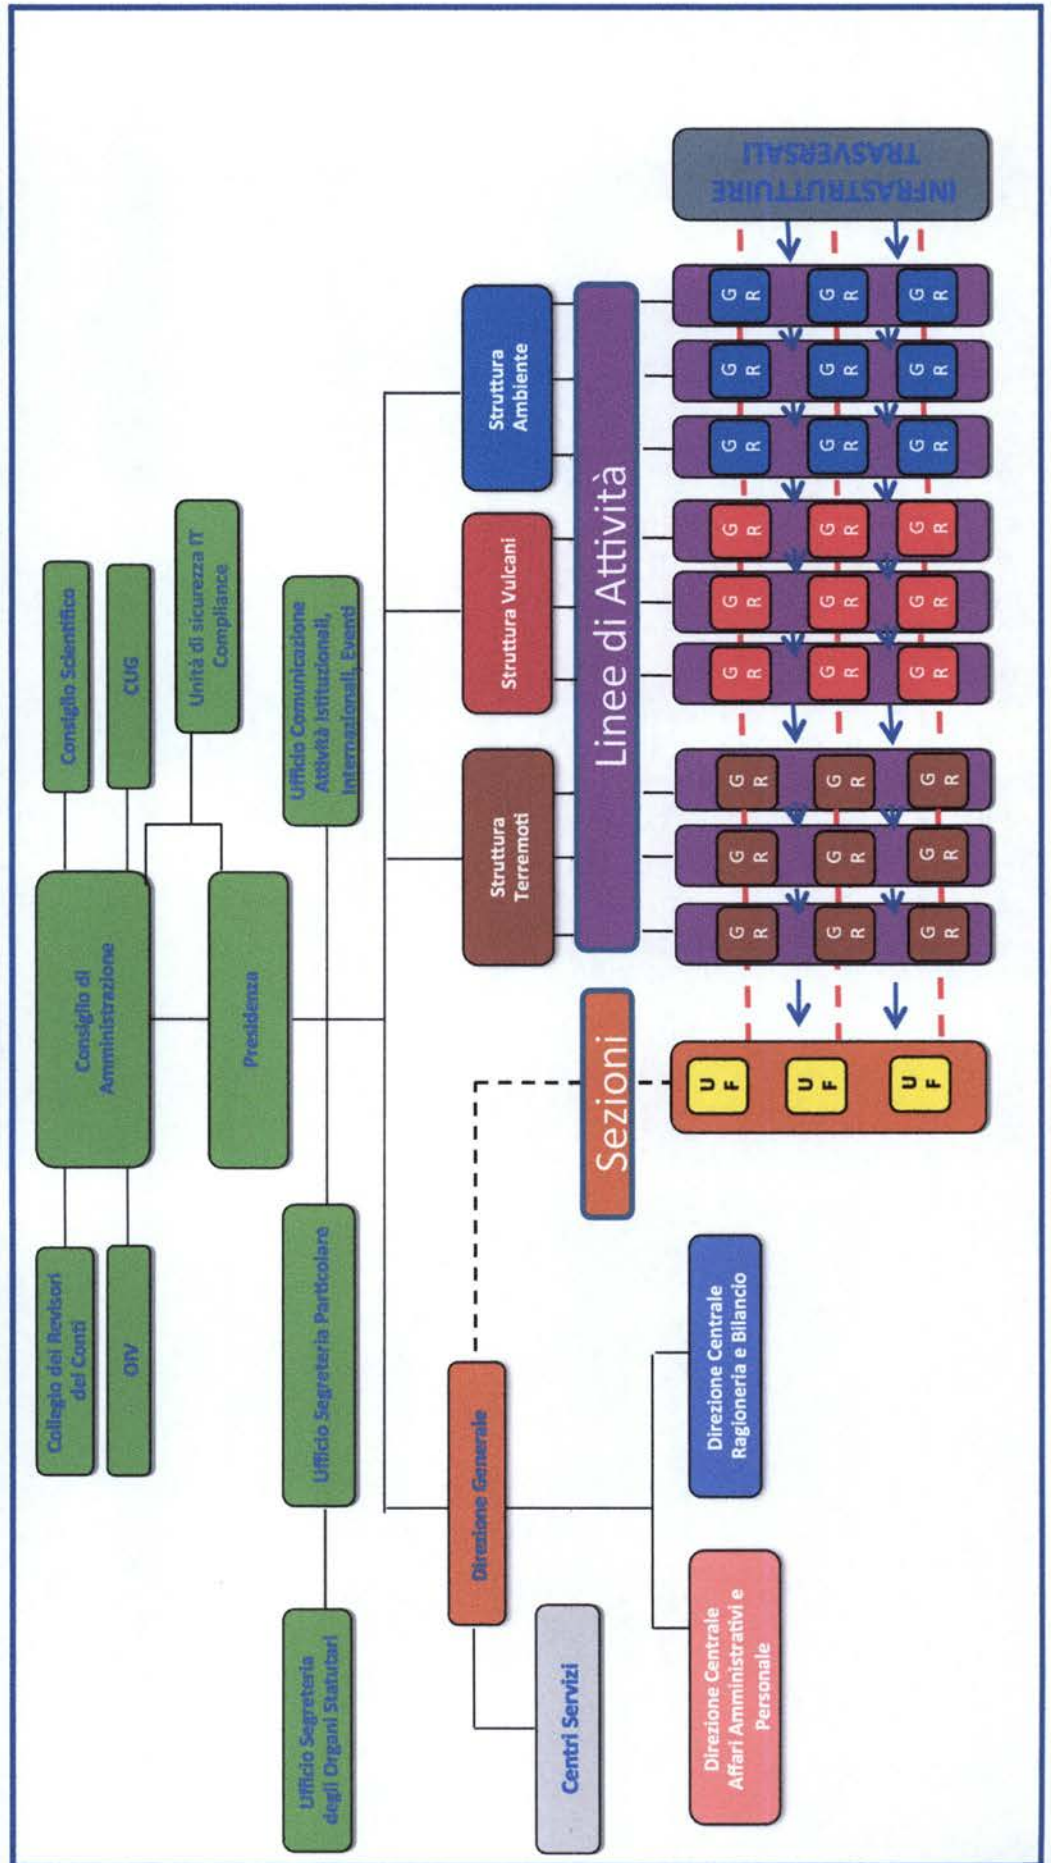 Collegio dei Revisori
dei Conti
OIV
Consiglio di
Amministrazione
Consiglio Scientifico
CUG
Unità di sicurezza IT
Compliance
Presidenza
Ufficio Segreteria
degli Organi Statutari
Ufficio Segreteria Particolare
Ufficio Comunicazione
Attività Istituzionali,
Internazionali, Eventi
Direzione Generale
Struttura
Terremoti
Struttura Vulcani
Struttura
Ambiente
Centri Servizi
Sezioni
Linee di Attività
Direzione Centrale
Affari Amministrativi e
Personale
Direzione Centrale
Ragioneria e Bilancio
U
F
U
F
U
F
G
R
G
R
G
R
G
R
G
R
G
R
G
R
G
R
G
R
G
R
G
R
G
R
G
R
G
R
G
R
G
R
G
R
G
R
G
R
G
R
G
R
G
R
G
R
G
R
G
R
G
R
G
R
INFRASTRUTTURE
TRASVERSALI